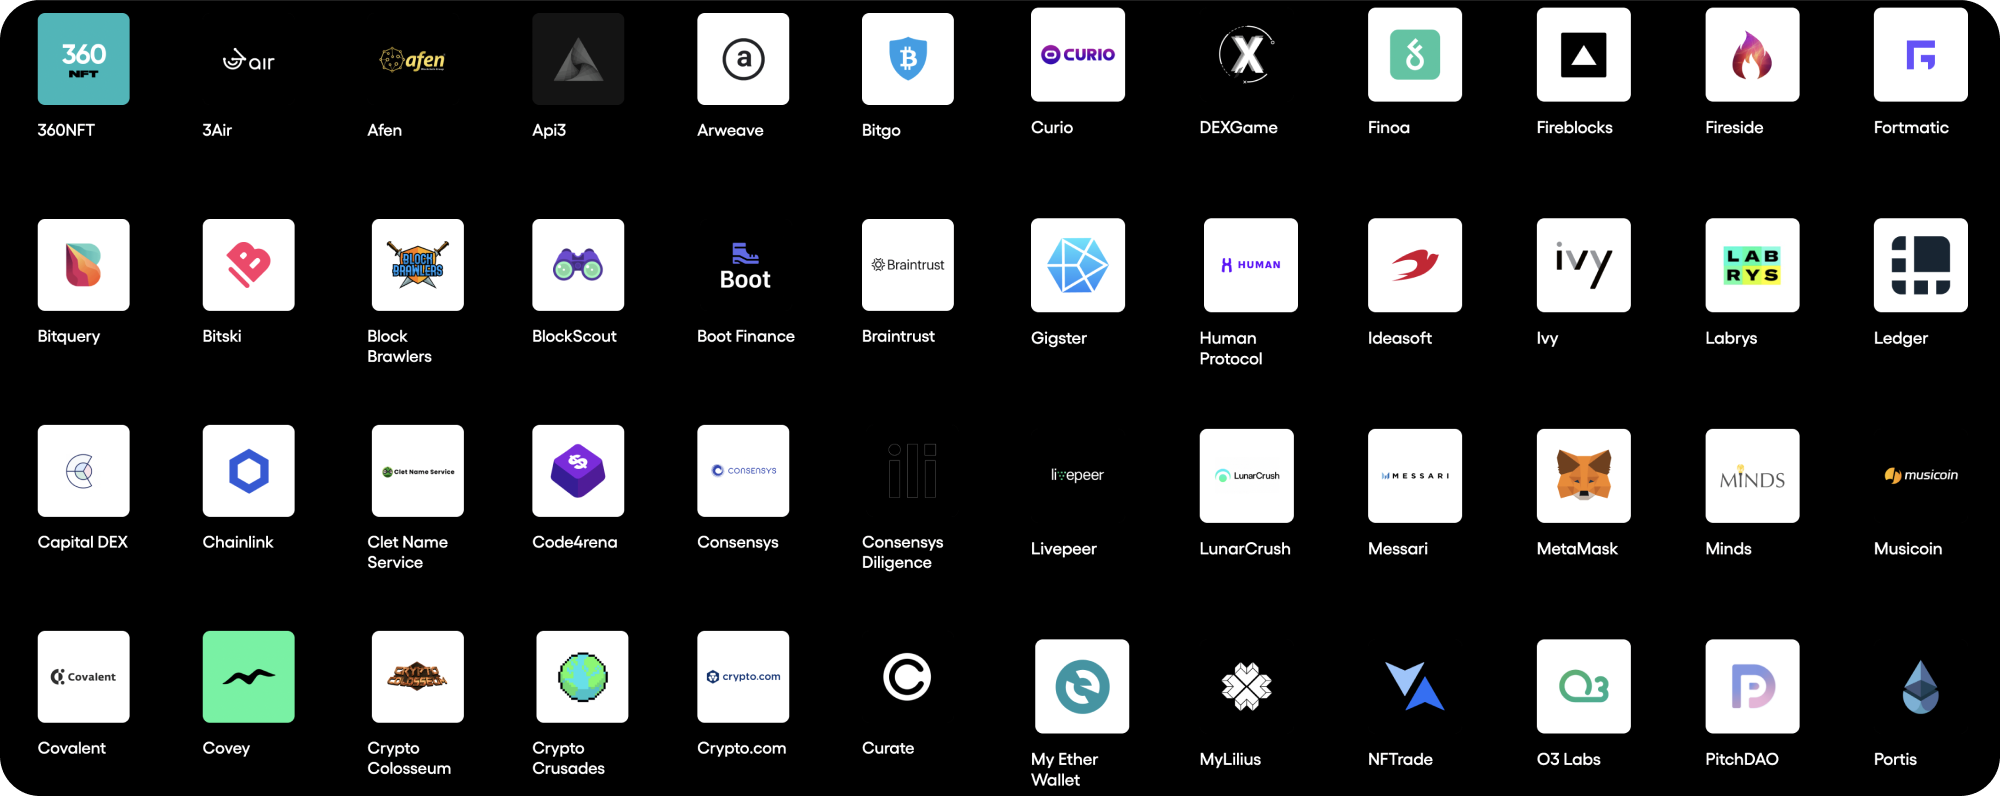 360
NFT
air
afen
a
CURIO
X
360NFT
3Air
Afen
Api3
Arweave
Bitgo
Curio
DEXGame
Finoa
Fireblocks
Fireside
Fortmatic
BLOCK
BRAWLERS
Boot
Braintrust
HUMAN
ivy
LAB
RYS
Bitquery
Bitski
Block
Brawlers
BlockScout
Boot Finance
Braintrust
Gigster
Human
Protocol
Ideasoft
Ivy
Labrys
Ledger
Clet Name Service
$
CONSENSYS
livepeer
LunarCrush
MESSARI
MINDS
musicoin
Capital DEX
Chainlink
Clet Name
Service
Code4rena
Consensys
Consensys
Diligence
Livepeer
LunarCrush
Messari
MetaMask
Minds
Musicoin
Covalent
CRYPTO
COLOSSEUM
crypto.com
O3
Covalent
Covey
Crypto
Colosseum
Crypto
Crusades
Crypto.com
Curate
My Ether
Wallet
MyLilius
NFTrade
O3 Labs
PitchDAO
Portis